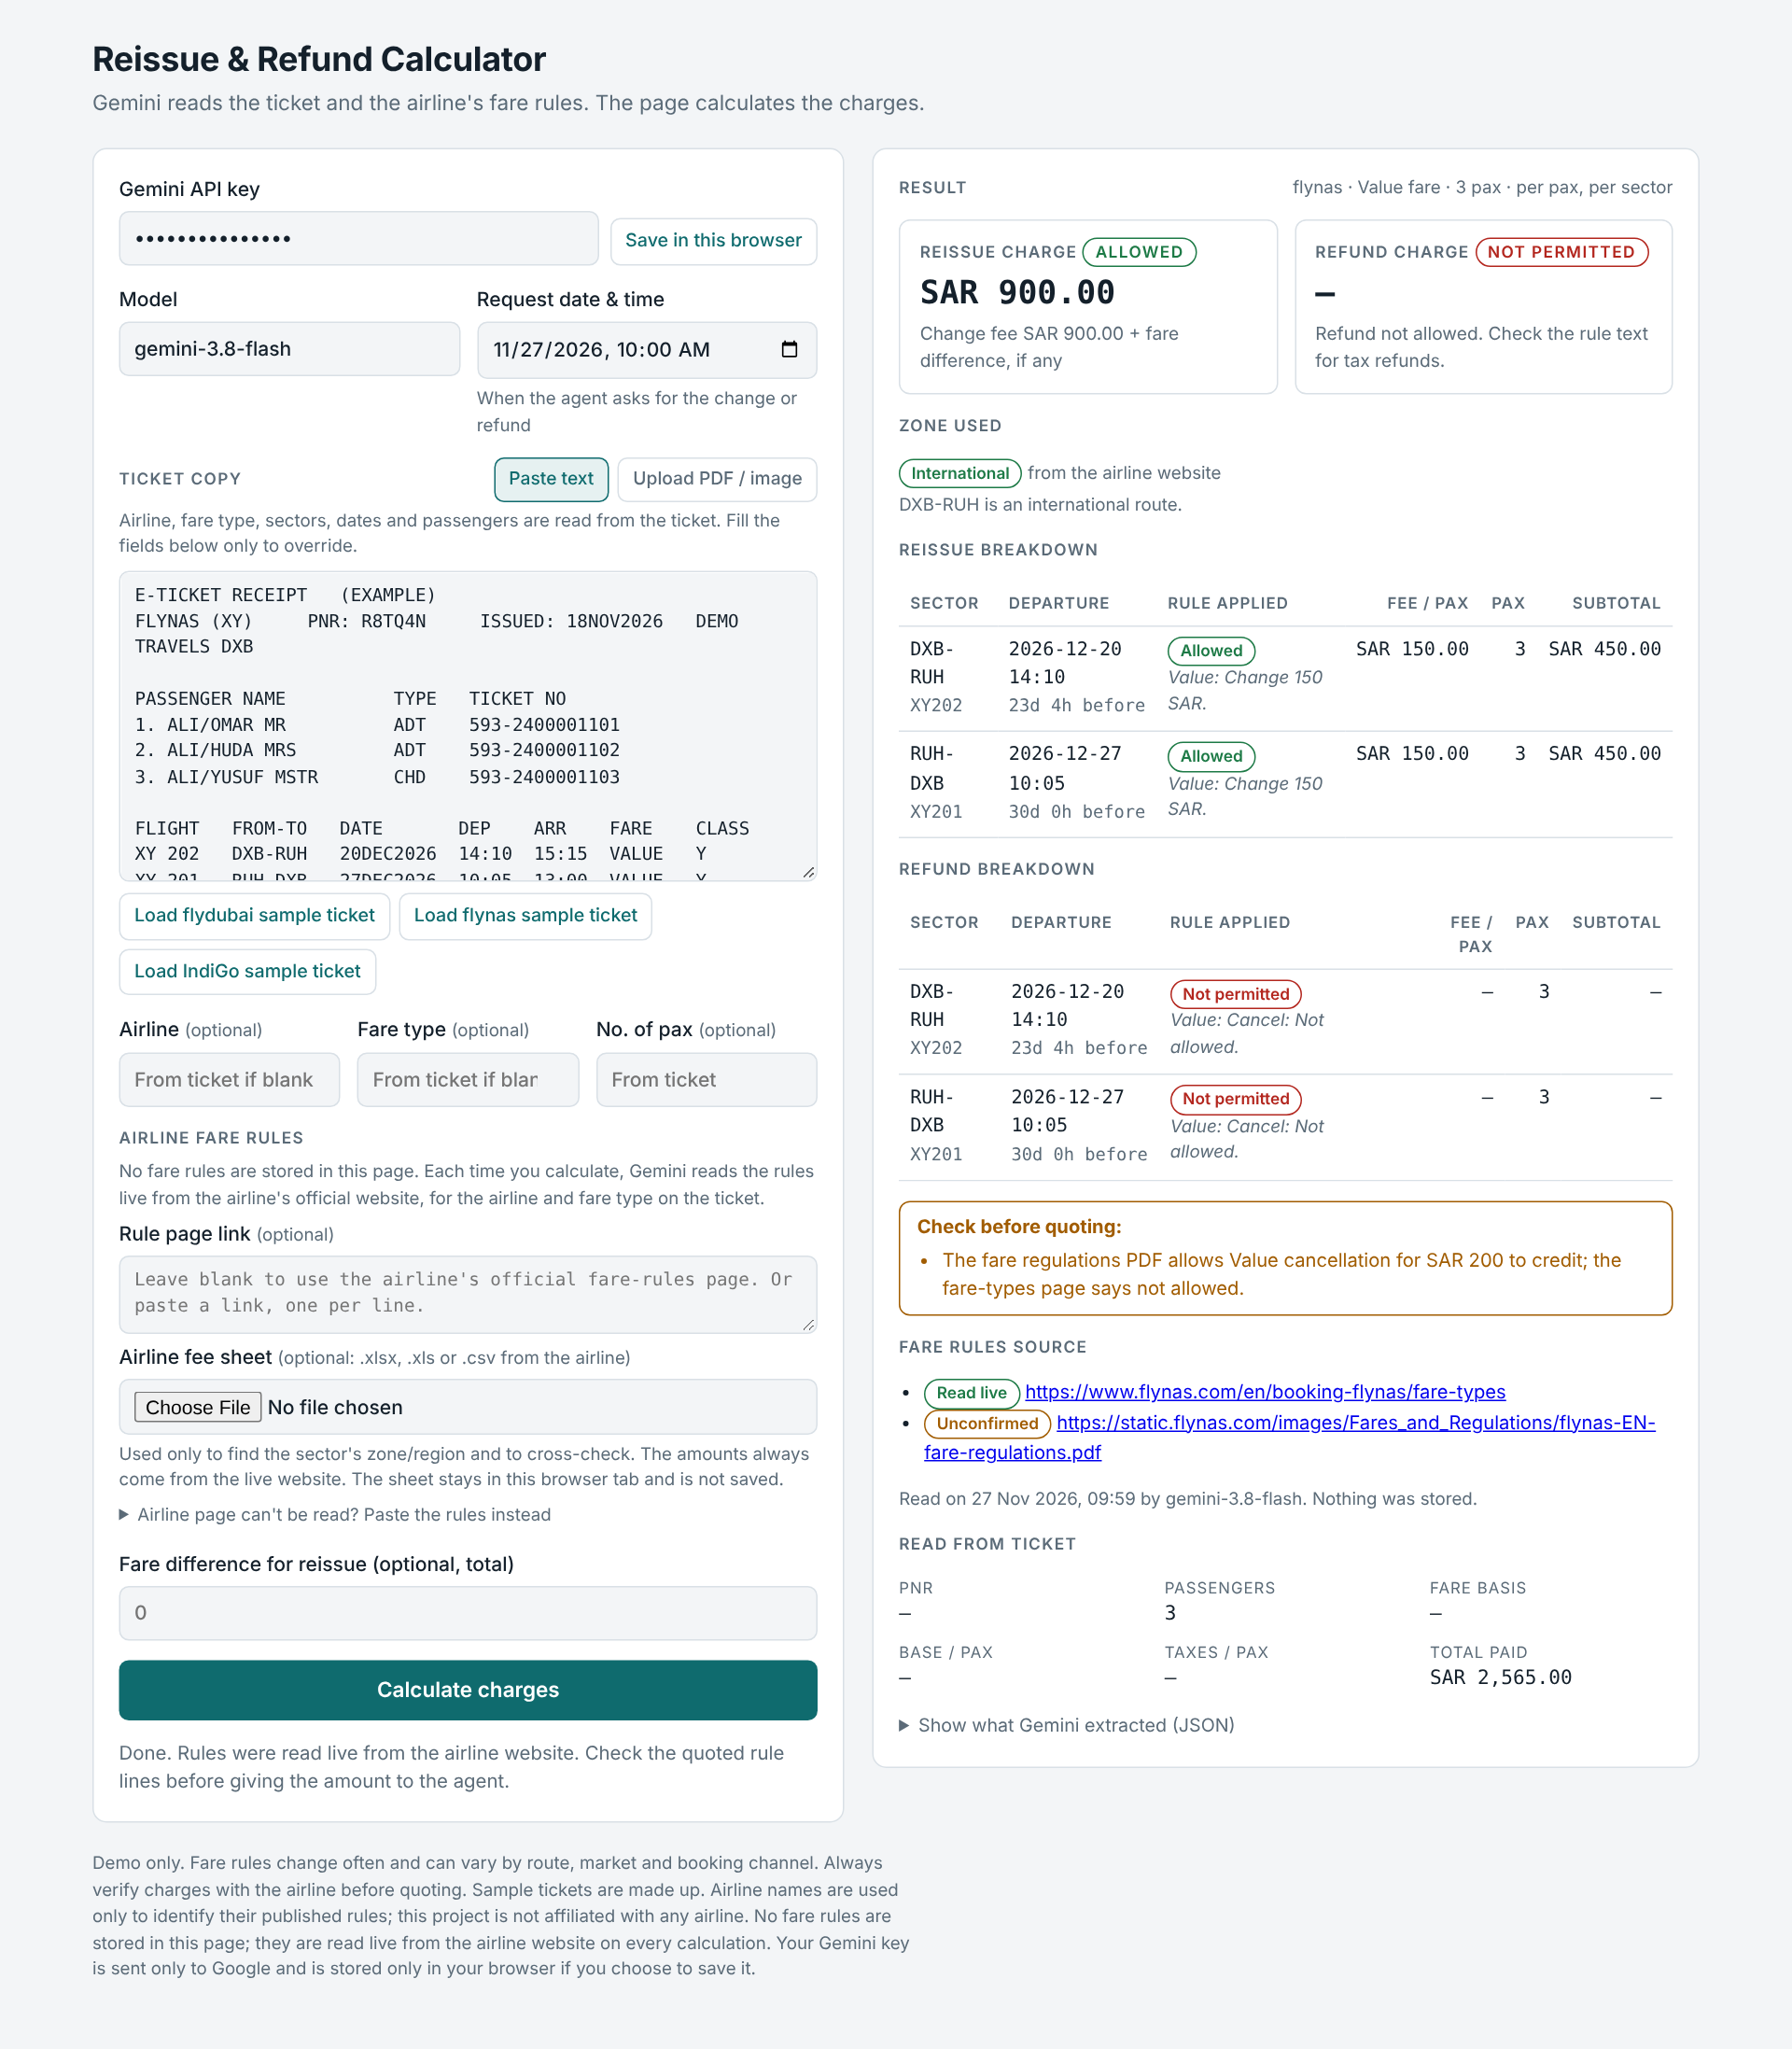 Reissue & Refund Calculator
Gemini reads the ticket and the airline's fare rules. The page calculates the charges.
Gemini API key
•••••••••••••••
Save in this browser
Model
Request date & time
gemini-3.8-flash
11/27/2026, 10:00 AM
When the agent asks for the change or
refund
TICKET COPY
Paste text
Upload PDF / image
Airline, fare type, sectors, dates and passengers are read from the ticket. Fill the
fields below only to override.
E-TICKET RECEIPT (EXAMPLE)
FLYNAS (XY) PNR: R8TQ4N ISSUED: 18NOV2026 DEMO
TRAVELS DXB
PASSENGER NAME TYPE TICKET NO
1. ALI/OMAR MR ADT 593-2400001101
2. ALI/HUDA MRS ADT 593-2400001102
3. ALI/YUSUF MSTR CHD 593-2400001103
FLIGHT FROM-TO DATE DEP ARR FARE CLASS
XY 202 DXB-RUH 20DEC2026 14:10 15:15 VALUE Y
XY 201 RUH-DXB 27DEC2026 10:05 13:00 VALUE Y
Load flydubai sample ticket
Load flynas sample ticket
Load IndiGo sample ticket
Airline (optional)
Fare type (optional)
No. of pax (optional)
From ticket if blank
From ticket if blar
From ticket
AIRLINE FARE RULES
No fare rules are stored in this page. Each time you calculate, Gemini reads the rules
live from the airline's official website, for the airline and fare type on the ticket.
Rule page link (optional)
Leave blank to use the airline's official fare-rules page. Or
paste a link, one per line.
Airline fee sheet (optional: .xlsx, .xls or .csv from the airline)
Choose File No file chosen
Used only to find the sector's zone/region and to cross-check. The amounts always
come from the live website. The sheet stays in this browser tab and is not saved.
▶ Airline page can't be read? Paste the rules instead
Fare difference for reissue (optional, total)
0
Calculate charges
Done. Rules were read live from the airline website. Check the quoted rule
lines before giving the amount to the agent.
RESULT
flynas · Value fare · 3 pax · per pax, per sector
REISSUE CHARGE ALLOWED
SAR 900.00
Change fee SAR 900.00 + fare
difference, if any
REFUND CHARGE NOT PERMITTED
—
Refund not allowed. Check the rule text
for tax refunds.
ZONE USED
International from the airline website
DXB-RUH is an international route.
REISSUE BREAKDOWN
SECTOR DEPARTURE RULE APPLIED FEE / PAX PAX SUBTOTAL
DXB- 2026-12-20 Allowed SAR 150.00 3 SAR 450.00
RUH 14:10 Value: Change 150
XY202 23d 4h before SAR.
RUH- 2026-12-27 Allowed SAR 150.00 3 SAR 450.00
DXB 10:05 Value: Change 150
XY201 30d 0h before SAR.
REFUND BREAKDOWN
SECTOR DEPARTURE RULE APPLIED FEE / PAX SUBTOTAL
PAX
DXB- 2026-12-20 Not permitted — 3 —
RUH 14:10 Value: Cancel: Not
XY202 23d 4h before allowed.
RUH- 2026-12-27 Not permitted — 3 —
DXB 10:05 Value: Cancel: Not
XY201 30d 0h before allowed.
Check before quoting:
• The fare regulations PDF allows Value cancellation for SAR 200 to credit; the
fare-types page says not allowed.
FARE RULES SOURCE
• Read live https://www.flynas.com/en/booking-flynas/fare-types
• Unconfirmed https://static.flynas.com/images/Fares_and_Regulations/flynas-EN-
fare-regulations.pdf
Read on 27 Nov 2026, 09:59 by gemini-3.8-flash. Nothing was stored.
READ FROM TICKET
PNR PASSENGERS FARE BASIS
— 3 —
BASE / PAX TAXES / PAX TOTAL PAID
— — SAR 2,565.00
▶ Show what Gemini extracted (JSON)
Demo only. Fare rules change often and can vary by route, market and booking channel. Always
verify charges with the airline before quoting. Sample tickets are made up. Airline names are used
only to identify their published rules; this project is not affiliated with any airline. No fare rules are
stored in this page; they are read live from the airline website on every calculation. Your Gemini key
is sent only to Google and is stored only in your browser if you choose to save it.